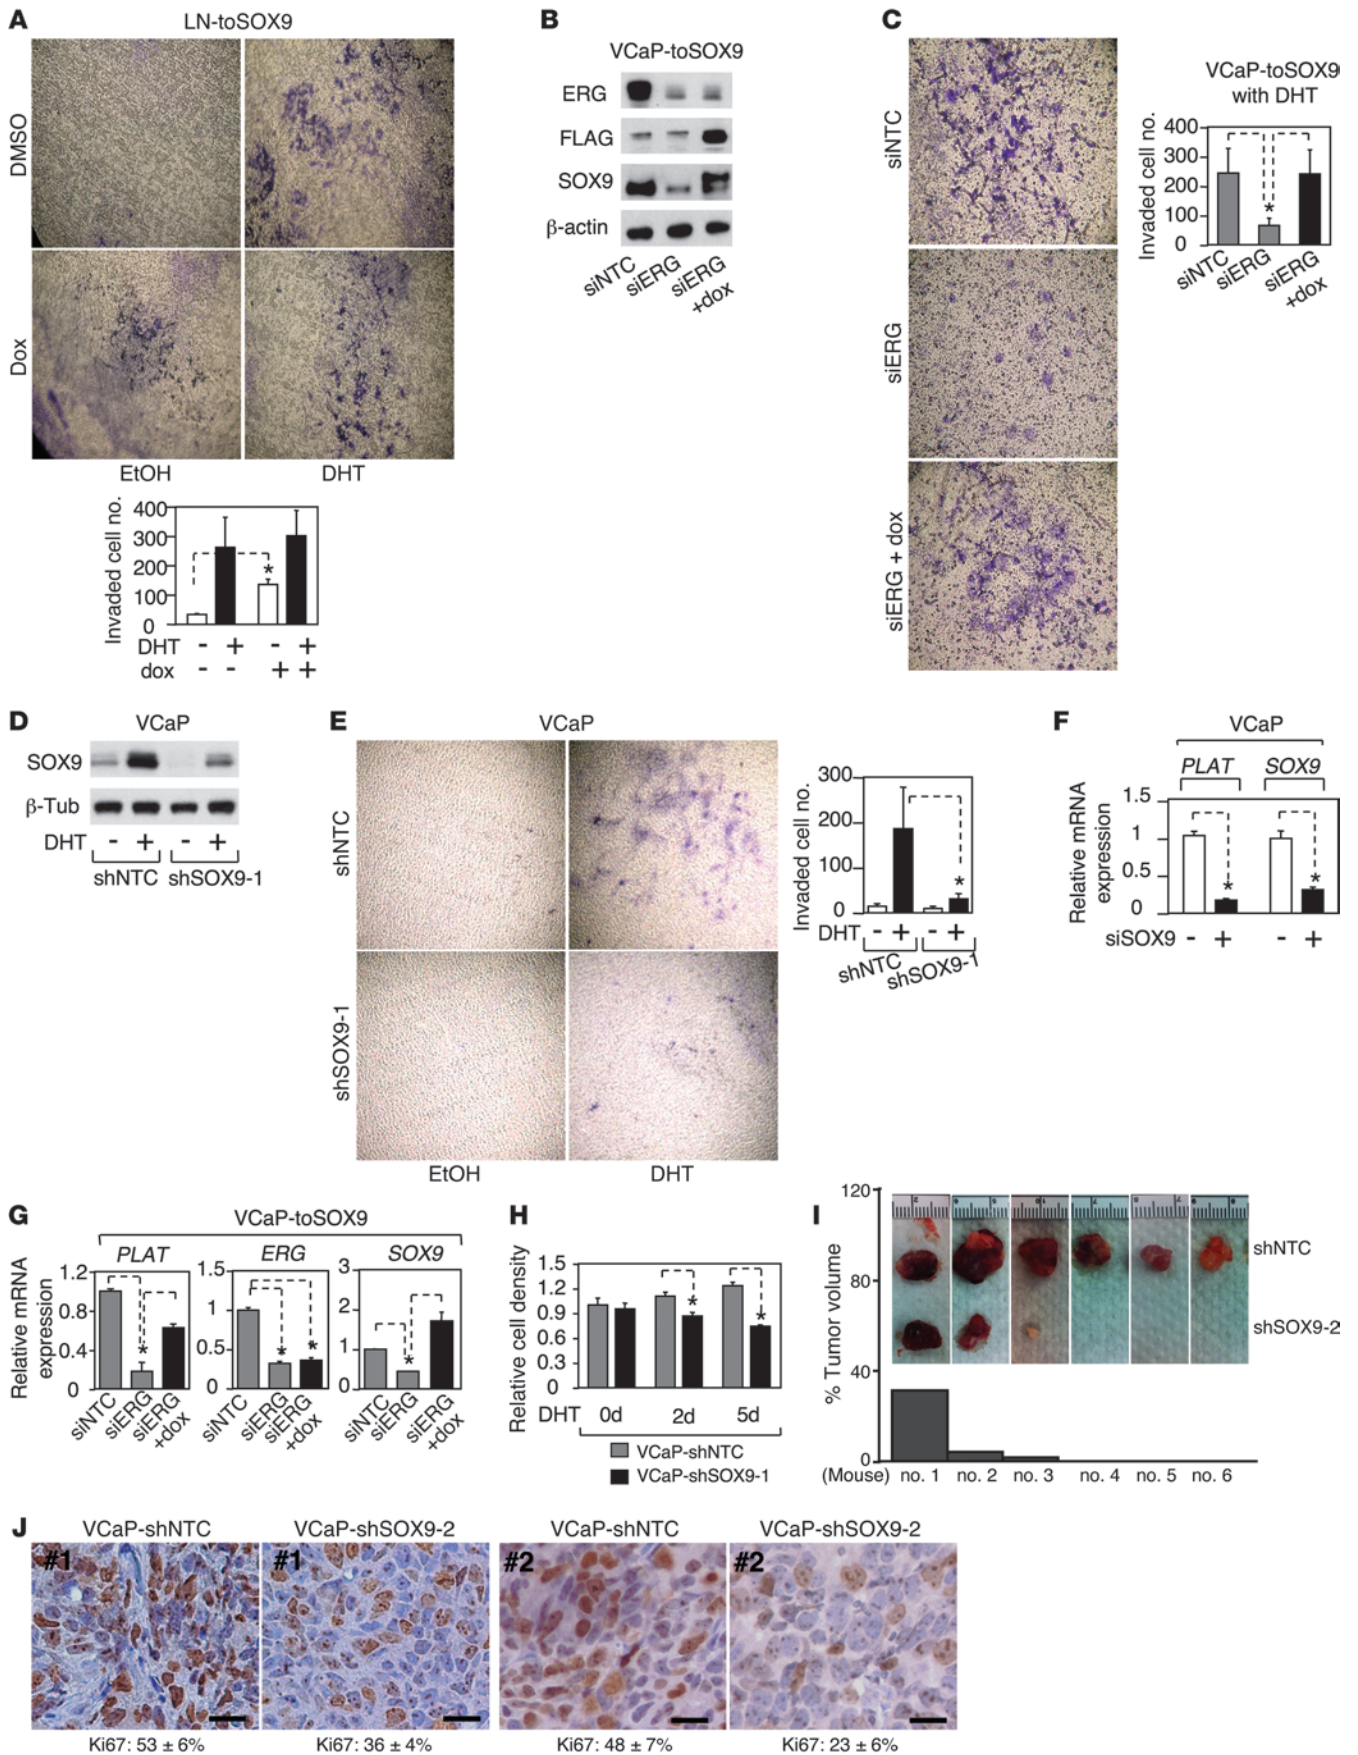 A
LN-toSOX9
DMSO
Dox
EtOH DHT
Invaded cell no.
400
300
200
100
0
*
DHT - + - +
dox - - + +
B
VCaP-toSOX9
ERG
FLAG
SOX9
β-actin
siNTC
siERG
siERG
+dox
C
siNTC
siERG
siERG + dox
VCaP-toSOX9
with DHT
Invaded cell no.
400
300
200
100
0
*
siNTC
siERG
siERG
+dox
D
VCaP
SOX9
β-Tub
DHT - + - +
shNTC shSOX9-1
E
VCaP
shNTC
shSOX9-1
EtOH DHT
Invaded cell no.
300
200
100
0
*
DHT - + - +
shNTC shSOX9-1
F
VCaP
PLAT SOX9
Relative mRNA
expression
1.5
1
0.5
0
* *
siSOX9 - + - +
G
VCaP-toSOX9
PLAT ERG SOX9
Relative mRNA
expression
1.2
0.8
0.4
0
*
siNTC
siERG
siERG
+dox
1.5
1
0.5
0
* *
siNTC
siERG
siERG
+dox
3
2
1
0
*
siNTC
siERG
siERG
+dox
H
Relative cell density
1.5
1.2
0.9
0.6
0.3
0
* *
DHT 0d 2d 5d
VCaP-shNTC
VCaP-shSOX9-1
I
% Tumor volume
120
80
40
0
shNTC
shSOX9-2
(Mouse) no. 1 no. 2 no. 3 no. 4 no. 5 no. 6
J
VCaP-shNTC VCaP-shSOX9-2 VCaP-shNTC VCaP-shSOX9-2
#1 #1 #2 #2
Ki67: 53 ± 6% Ki67: 36 ± 4% Ki67: 48 ± 7% Ki67: 23 ± 6%